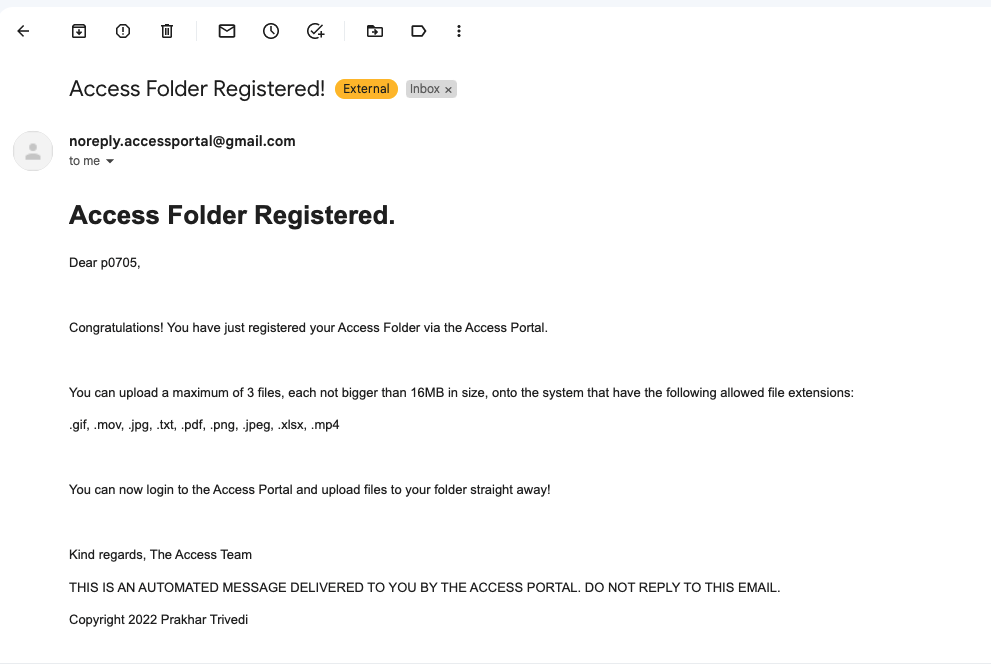 Access Folder Registered! External Inbox ×
noreply.accessportal@gmail.com
to me
Access Folder Registered.
Dear p0705,
Congratulations! You have just registered your Access Folder via the Access Portal.
You can upload a maximum of 3 files, each not bigger than 16MB in size, onto the system that have the following allowed file extensions:
.gif, .mov, .jpg, .txt, .pdf, .png, .jpeg, .xlsx, .mp4
You can now login to the Access Portal and upload files to your folder straight away!
Kind regards, The Access Team
THIS IS AN AUTOMATED MESSAGE DELIVERED TO YOU BY THE ACCESS PORTAL. DO NOT REPLY TO THIS EMAIL.
Copyright 2022 Prakhar Trivedi